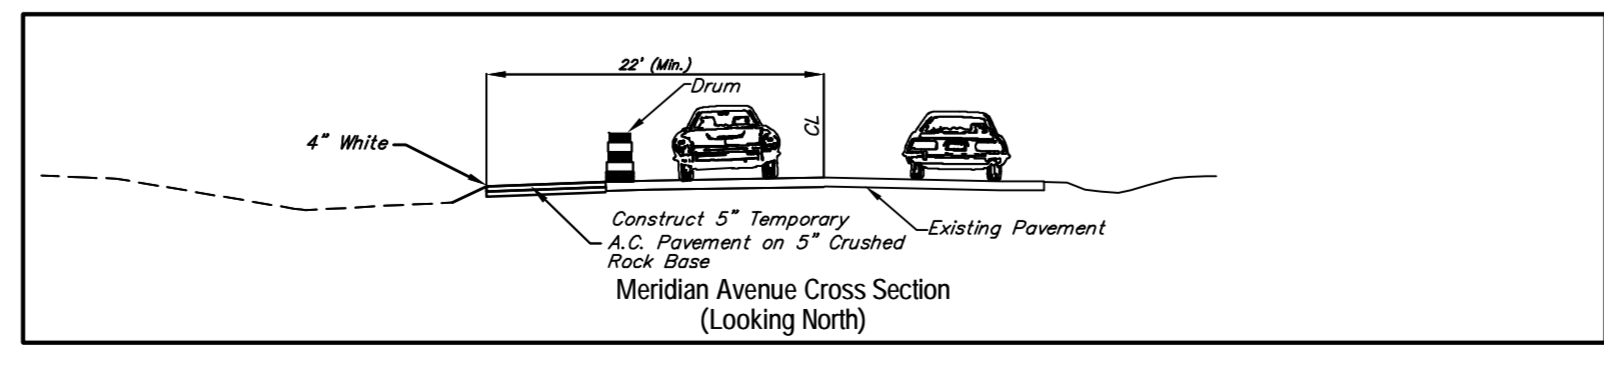 22' (Min.)
Drum
CL
4" White
Construct 5" Temporary
A.C. Pavement on 5" Crushed
Rock Base
Existing Pavement
Meridian Avenue Cross Section
(Looking North)